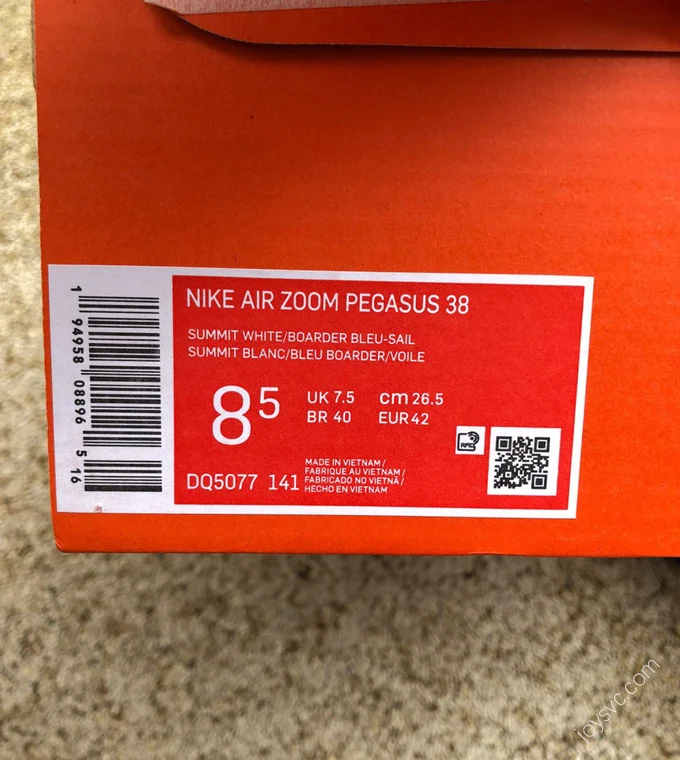 NIKE AIR ZOOM PEGASUS 38
SUMMIT WHITE/BOARDER BLEU-SAIL
SUMMIT BLANC/BLEU BOARDER/VOILE
8 5
UK 7.5 cm 26.5
BR 40 EUR 42
RFID
MADE IN VIETNAM /
FABRIQUE AU VIETNAM /
FABRICADO NO VIETNÃ /
HECHO EN VIETNAM
DQ5077 141
1 94958 08896 5 16
joysvc.com